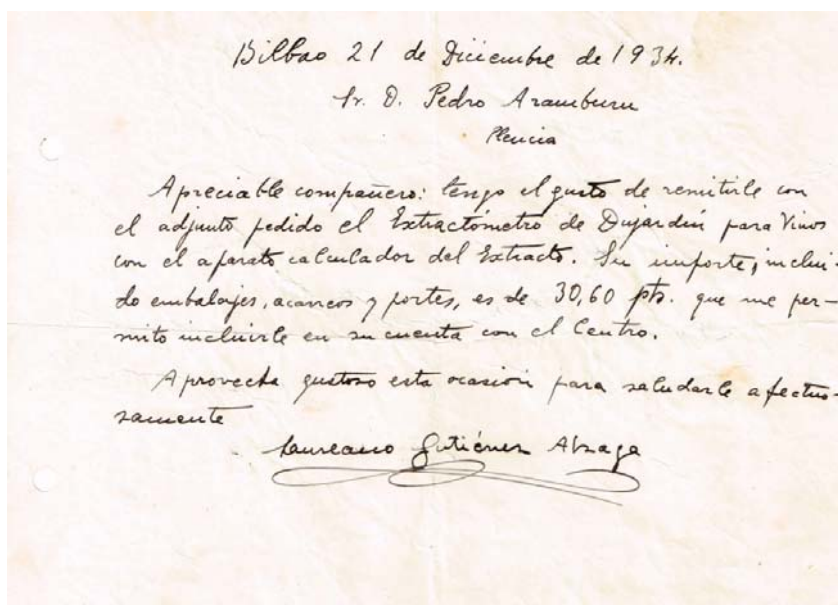 Bilbao 21 de Diciembre de 1934.
Sr. D. Pedro Aramburu
Plencia
Apreciable compañero: tengo el gusto de remitirle con
el adjunto pedido el Extractómetro de Dujardin para Vinos
con el aparato calculador del Extracto. Su importe, inclui-
do embalajes, acarreos y portes, es de 30,60 pts. que me per-
mito incluirle en su cuenta con el Centro.
Aprovecha gustoso esta ocasión para saludarle afectuo-
samente
Laureano Gutiérrez Alzaga